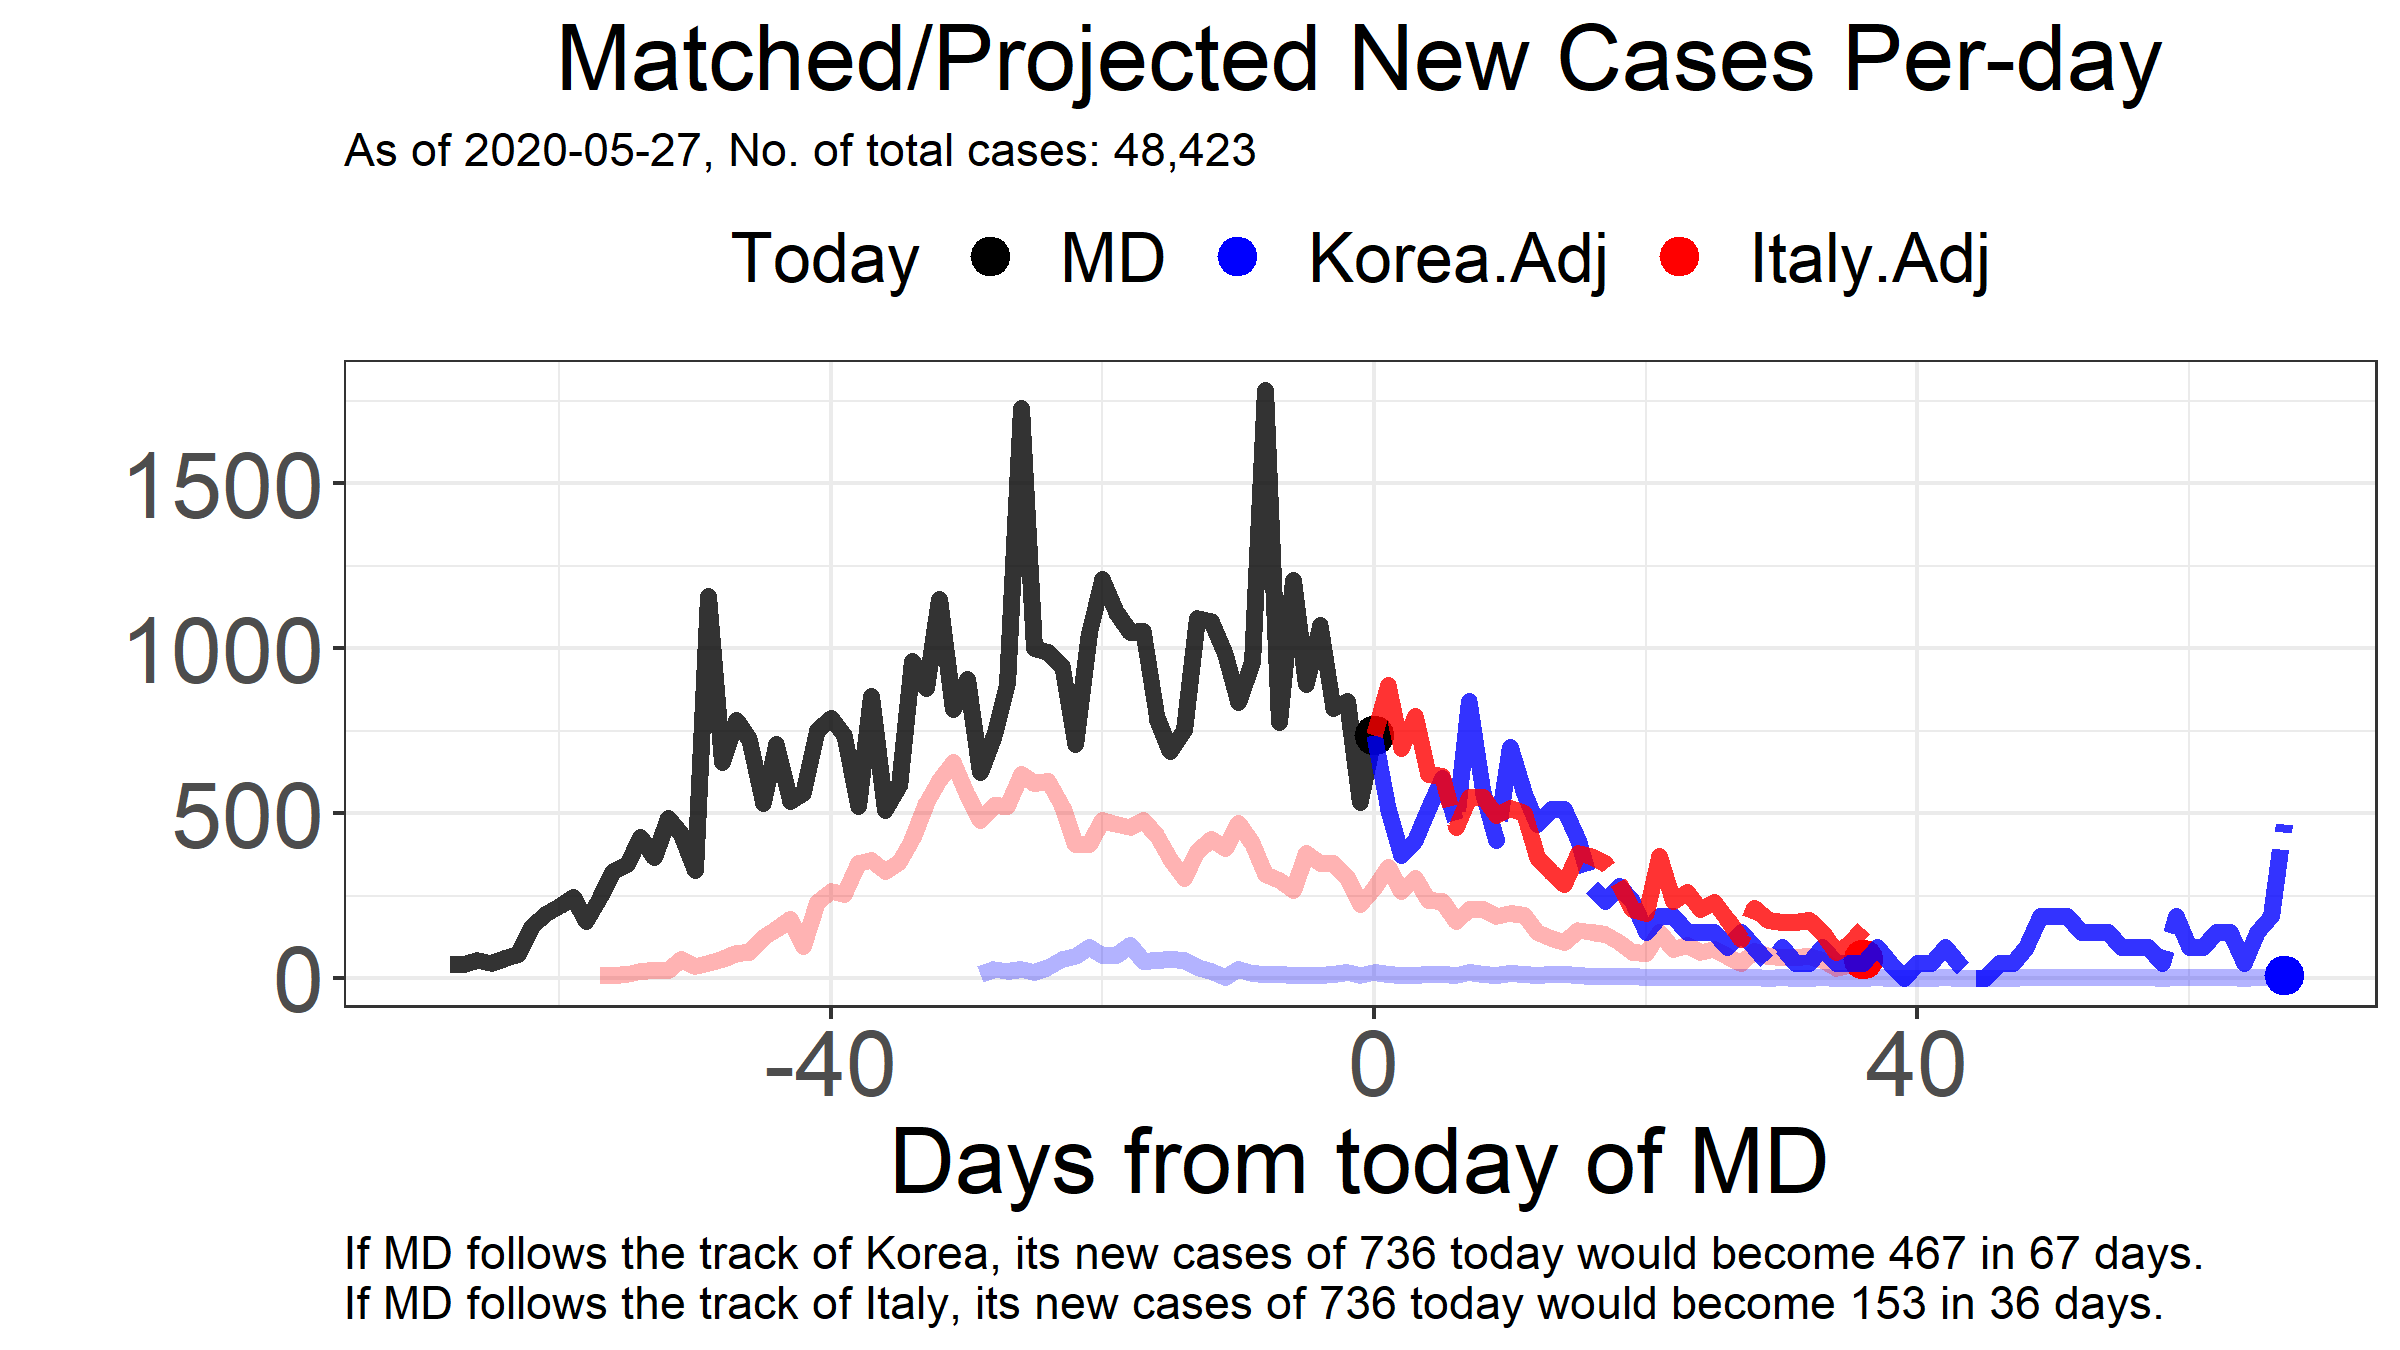 Matched/Projected New Cases Per-day
As of 2020-05-27, No. of total cases: 48,423
Today MD Korea.Adj Italy.Adj
1500
1000
500
0
-40 0 40
Days from today of MD
If MD follows the track of Korea, its new cases of 736 today would become 467 in 67 days.
If MD follows the track of Italy, its new cases of 736 today would become 153 in 36 days.